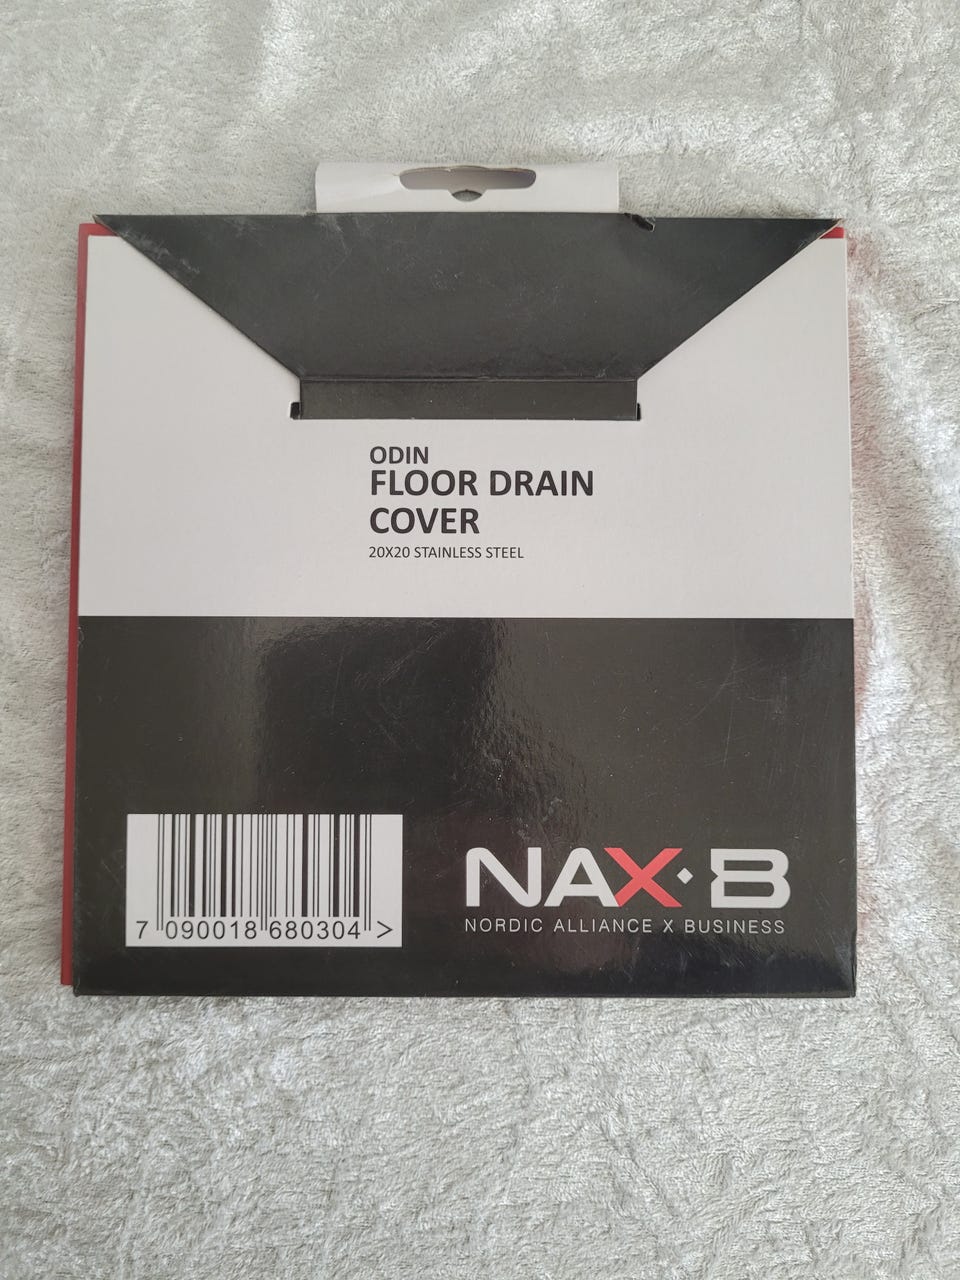 ODIN
FLOOR DRAIN
COVER
20X20 STAINLESS STEEL
7 090018 680304 >
NAX·B
NORDIC ALLIANCE X BUSINESS